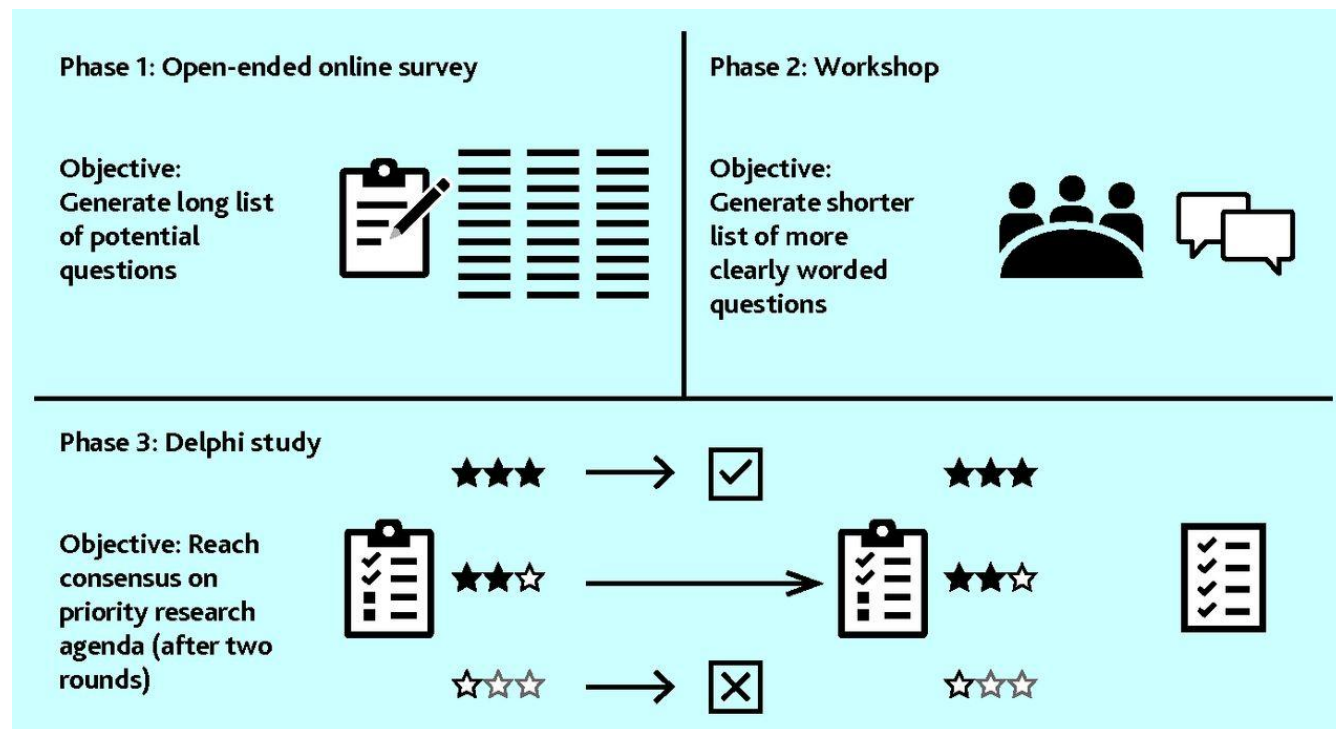 Phase 1: Open-ended online survey
Objective:
Generate long list
of potential
questions
Phase 2: Workshop
Objective:
Generate shorter
list of more
clearly worded
questions
Phase 3: Delphi study
Objective: Reach
consensus on
priority research
agenda (after two
rounds)